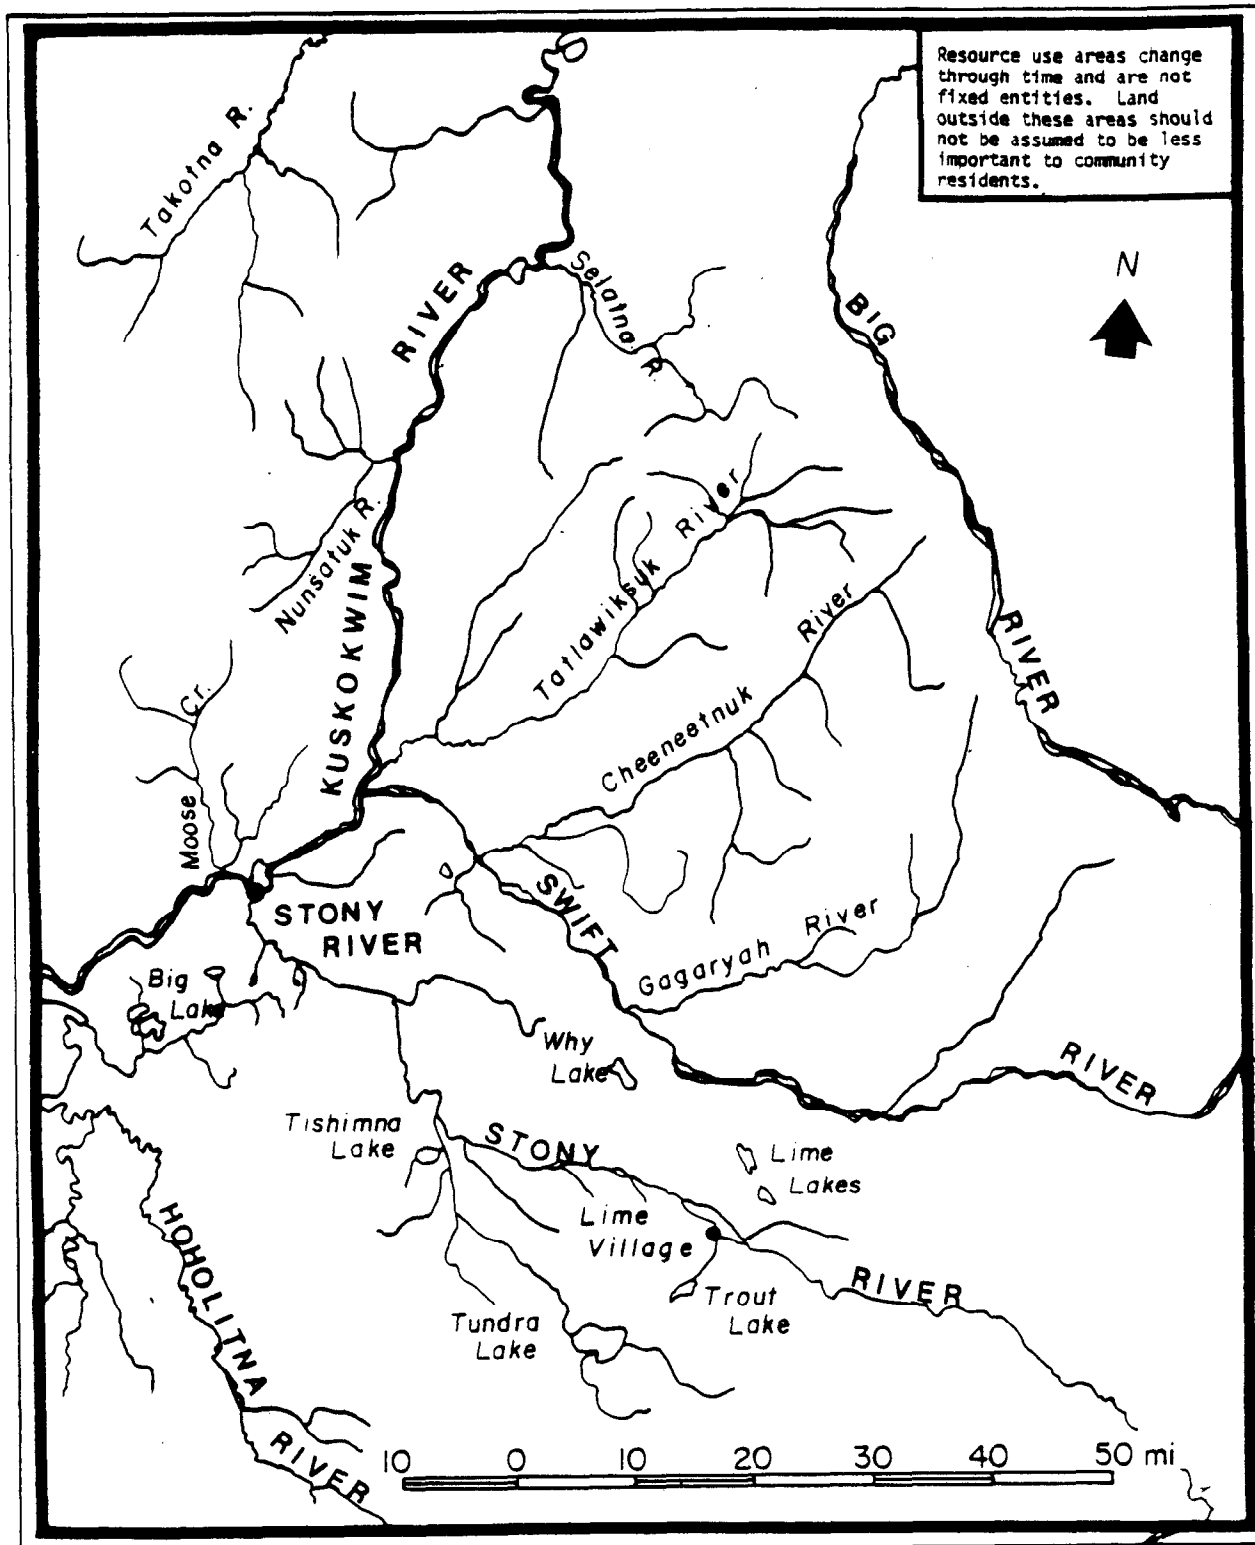 Resource use areas change
through time and are not
fixed entities. Land
outside these areas should
not be assumed to be less
important to community
residents.
Takotna R.
N
RIVER
Selatna R.
BIG
Nunsatuk R.
Tatlawiksuk River
KUSKOKWIM
Cheeneetnuk River
RIVER
Moose Cr.
STONY
RIVER
SWIFT
Gagaryah River
Big
Lake
Why
Lake
RIVER
Tishimna
Lake
STONY
Lime
Lakes
Lime
Village
HOHOLITNA
RIVER
Trout
Lake
Tundra
Lake
RIVER
10 0 10 20 30 40 50 mi